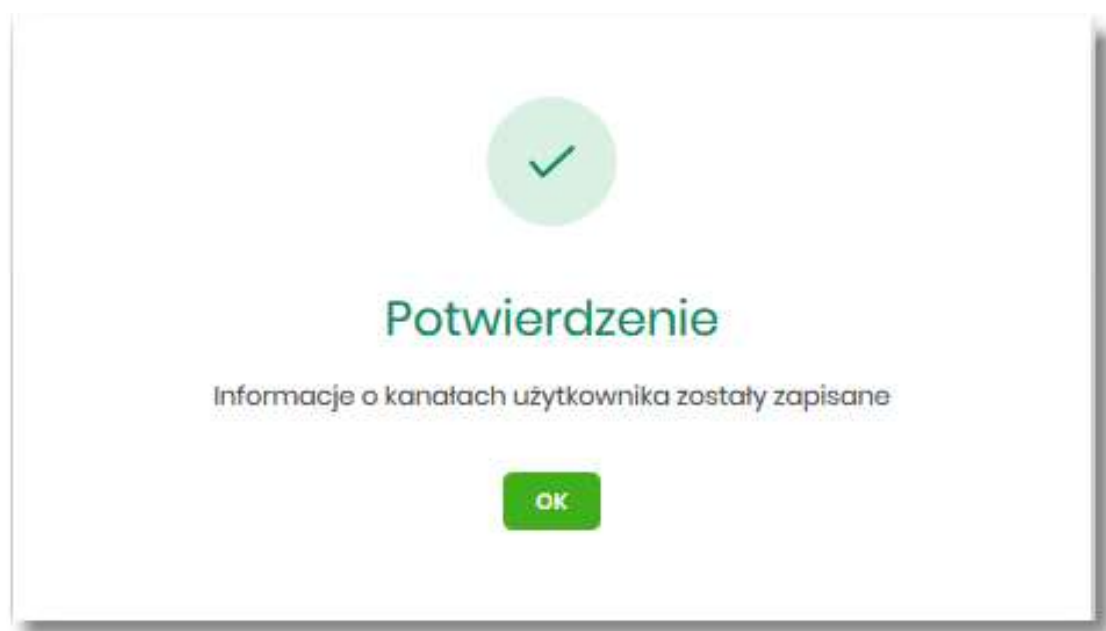 Potwierdzenie
Informacje o kanałach użytkownika zostały zapisane
OK